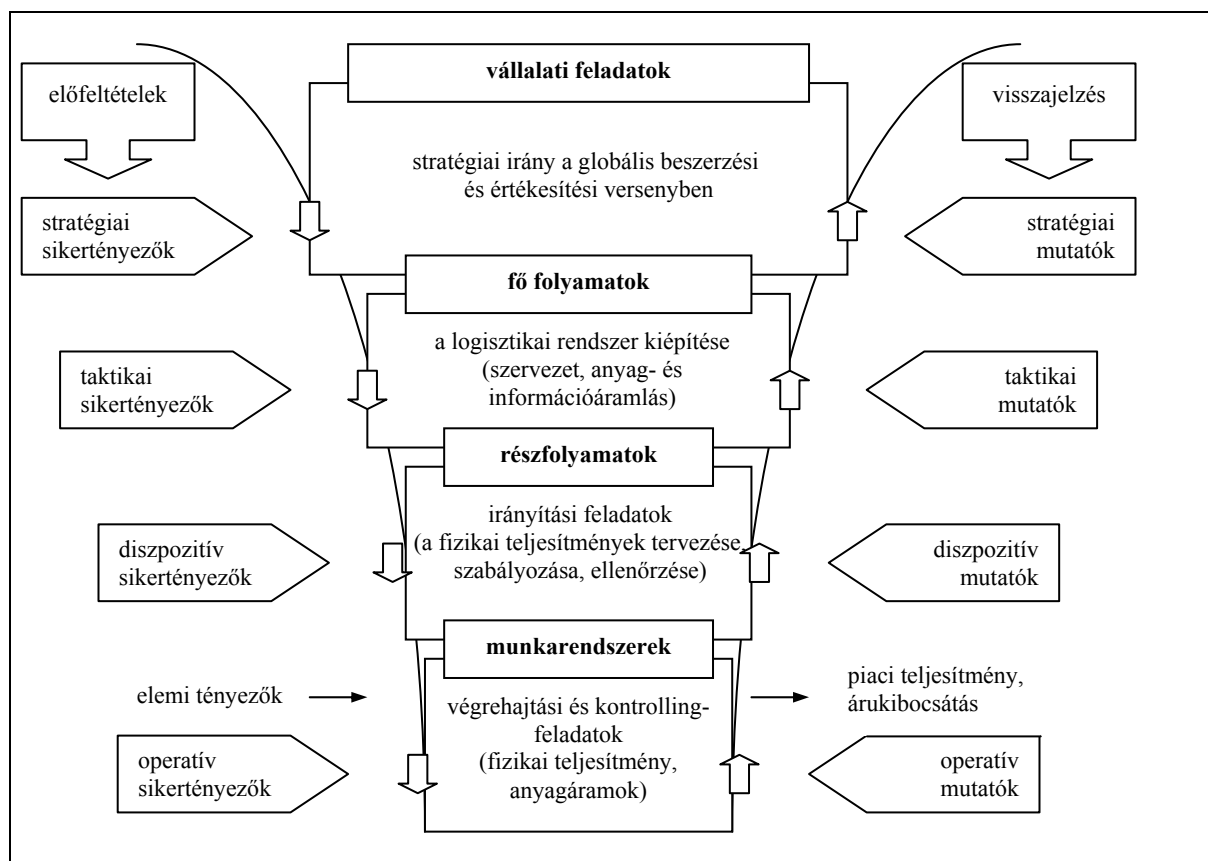 vállalati feladatok
előfeltételek
visszajelzés
stratégiai irány a globális beszerzési
és értékesítési versenyben
stratégiai
sikertényezők
stratégiai
mutatók
fő folyamatok
a logisztikai rendszer kiépítése
(szervezet, anyag- és
információáramlás)
taktikai
sikertényezők
taktikai
mutatók
részfolyamatok
irányítási feladatok
(a fizikai teljesítmények tervezése,
szabályozása, ellenőrzése)
diszpozitív
sikertényezők
diszpozitív
mutatók
munkarendszerek
elemi tényezők
piaci teljesítmény,
árukibocsátás
végrehajtási és kontrolling-
feladatok
(fizikai teljesítmény,
anyagáramok)
operatív
sikertényezők
operatív
mutatók